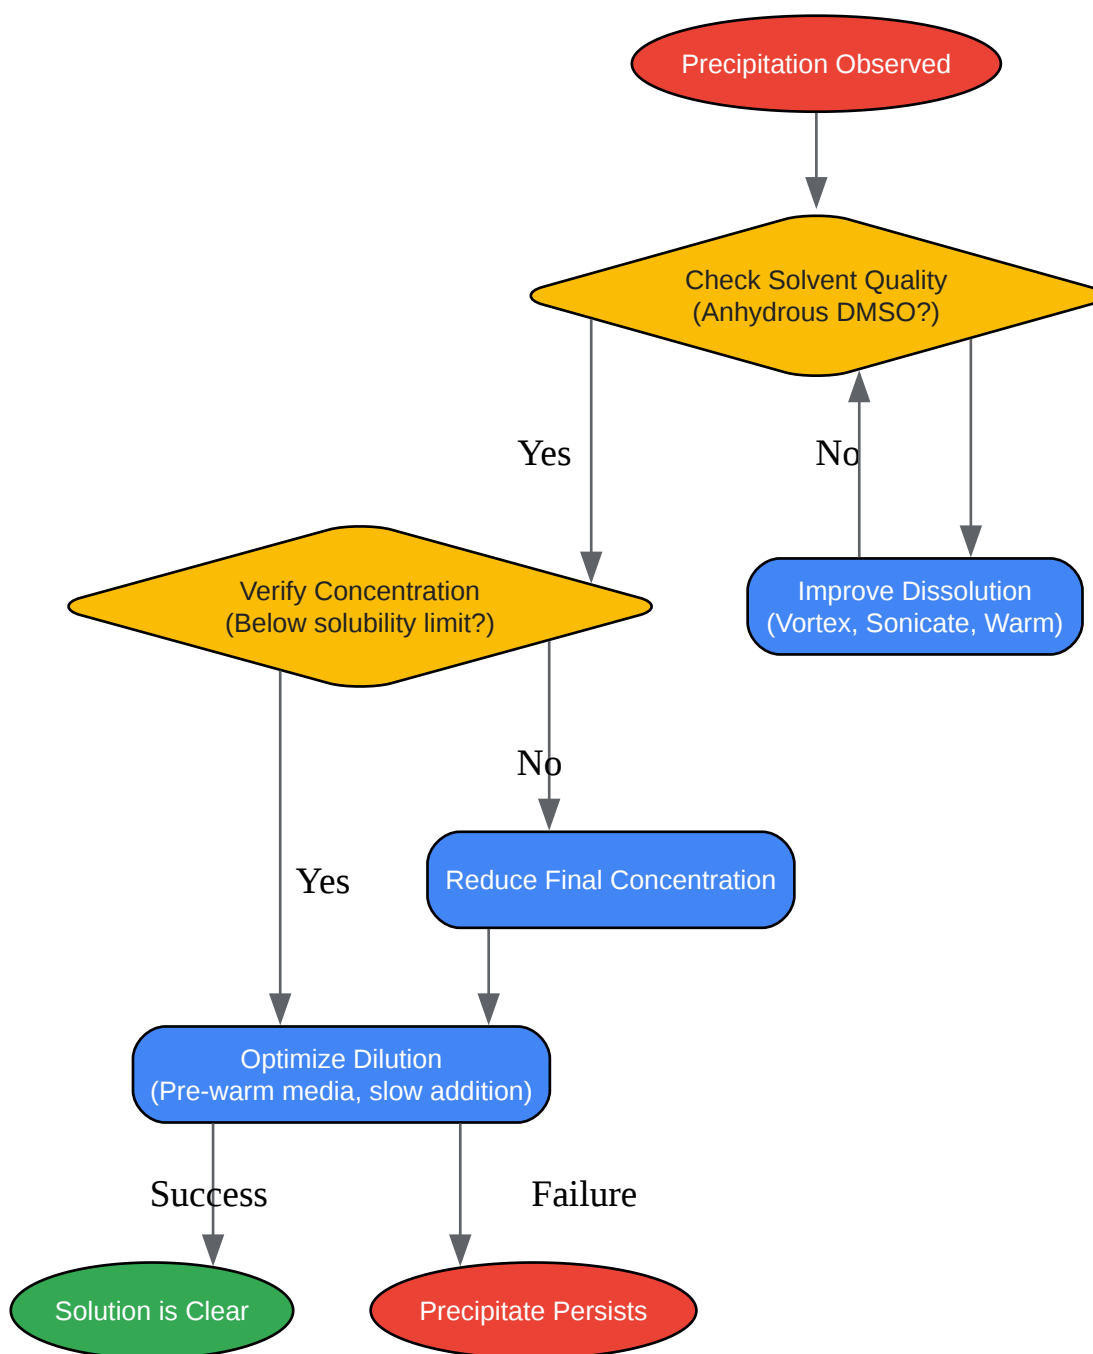 Precipitation Observed
Check Solvent Quality
(Anhydrous DMSO?)
Yes
No
Verify Concentration
(Below solubility limit?)
Improve Dissolution
(Vortex, Sonicate, Warm)
No
Yes
Reduce Final Concentration
Optimize Dilution
(Pre-warm media, slow addition)
Success
Failure
Solution is Clear
Precipitate Persists